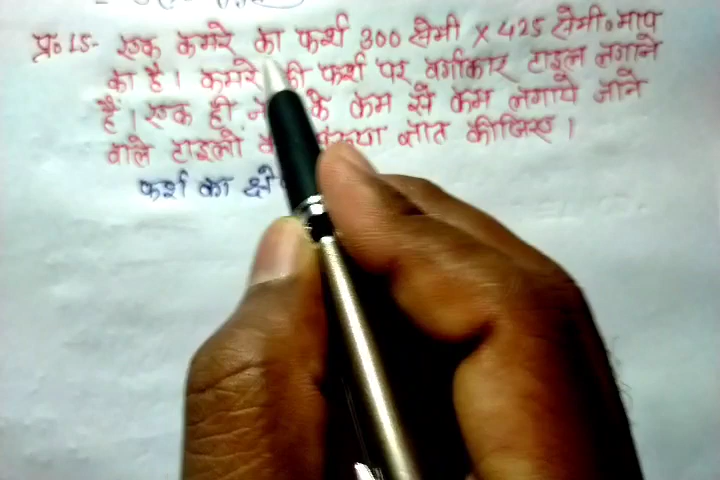 प्र० 15- एक कमरे का फर्श 300 सेमी × 425 सेमी० माप
का है। कमरे की फर्श पर वर्गाकार टाइल लगाने
हैं। एक ही के कम से कम लगाये जाने
वाले टाइलों संख्या ज्ञात कीजिए।
फर्श का क्षे